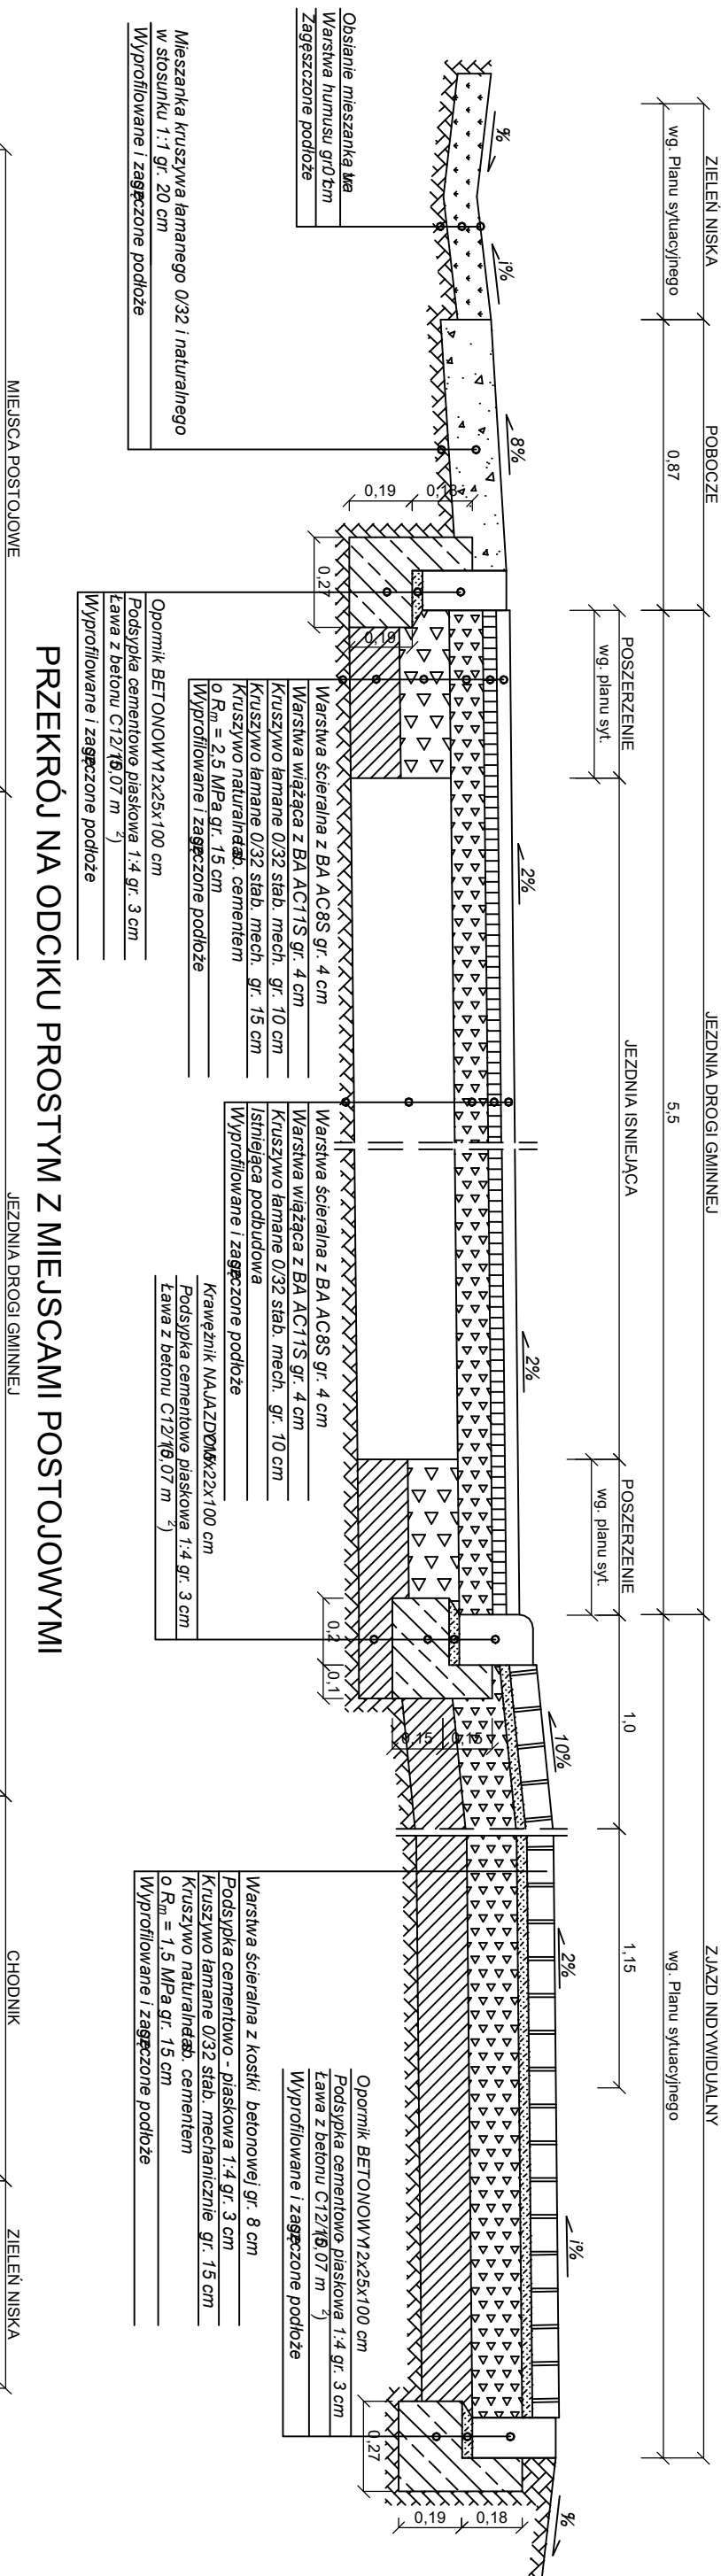 ZIELEŃ NISKA
POBOCZE
JEZDNIA DROGI GMINNEJ
ZJAZD INDYWIDUALNY
wg. Planu sytuacyjnego
0,87
5,5
wg. Planu sytuacyjnego
POSZERZENIE
wg. planu syt.
JEZDNIA ISNIEJĄCA
POSZERZENIE
wg. planu syt.
1,0
1,15
%
i%
8%
2%
2%
10%
2%
i%
%
0,19
0,18
0,27
0,19
0,2
0,1
0,15
0,15
0,27
0,19
0,18
Obsianie mieszanką
Warstwa humusu
Zagęszczone podłoże
Mieszanka kruszywa łamanego 0/32 i naturalnego
w stosunku 1:1 gr. 20 cm
Wyprofilowane i podłoże
Opornik BETONOWY 12x25x100 cm
Podsypka cementowo piaskowa 1:4 gr. 3 cm
Ława z betonu C12/15 0,07 m 2)
Wyprofilowane i podłoże
Warstwa ścieralna z BA AC8S gr. 4 cm
Warstwa wiążąca z BA AC11S gr. 4 cm
Kruszywo łamane 0/32 stab. mech. gr. 10 cm
Kruszywo łamane 0/32 stab. mech. gr. 15 cm
Kruszywo naturalne cementem
o Rm = 2,5 MPa gr. 15 cm
Wyprofilowane i podłoże
Warstwa ścieralna z BA AC8S gr. 4 cm
Warstwa wiążąca z BA AC11S gr. 4 cm
Kruszywo łamane 0/32 stab. mech. gr. 10 cm
Istniejąca podbudowa
Wyprofilowane i podłoże
Krawężnik NAJAZDOWY 15x22x100 cm
Podsypka cementowo piaskowa 1:4 gr. 3 cm
Ława z betonu C12/15 0,07 m 2)
Warstwa ścieralna z kostki betonowej gr. 8 cm
Podsypka cementowo - piaskowa 1:4 gr. 3 cm
Kruszywo łamane 0/32 stab. mechanicznie gr. 15 cm
Kruszywo naturalne cementem
o Rm = 1,5 MPa gr. 15 cm
Wyprofilowane i podłoże
Opormik BETONOWY 12x25x100 cm
Podsypka cementowo piaskowa 1:4 gr. 3 cm
Ława z betonu C12/15 0,07 m 2)
Wyprofilowane i podłoże
PRZEKRÓJ NA ODCIKU PROSTYM Z MIEJSCAMI POSTOJOWYMI
MIEJSCA POSTOJOWE
JEZDNIA DROGI GMINNEJ
CHODNIK
ZIELEŃ NISKA